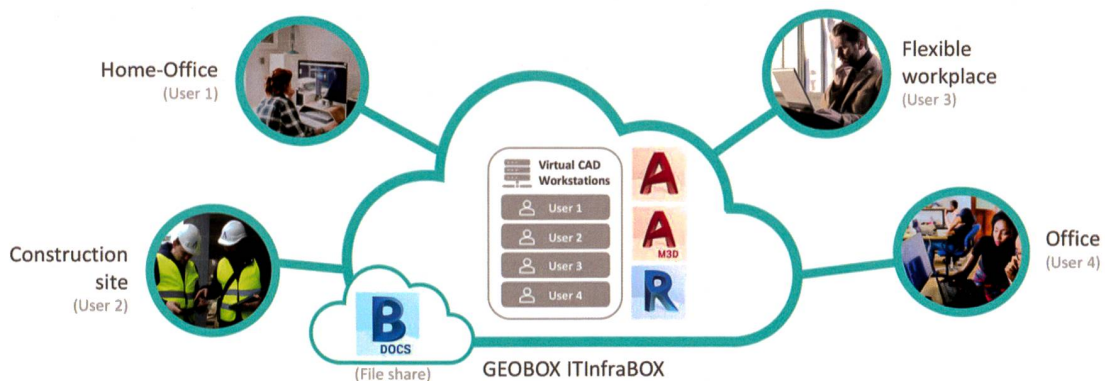 Home-Office
(User 1)
Flexible
workplace
(User 3)
Virtual CAD
Workstations
User 1
User 2
User 3
User 4
A
A
M3D
R
Construction
site
(User 2)
Office
(User 4)
B
DOCS
(File share)
GEOBOX ITInfraBOX